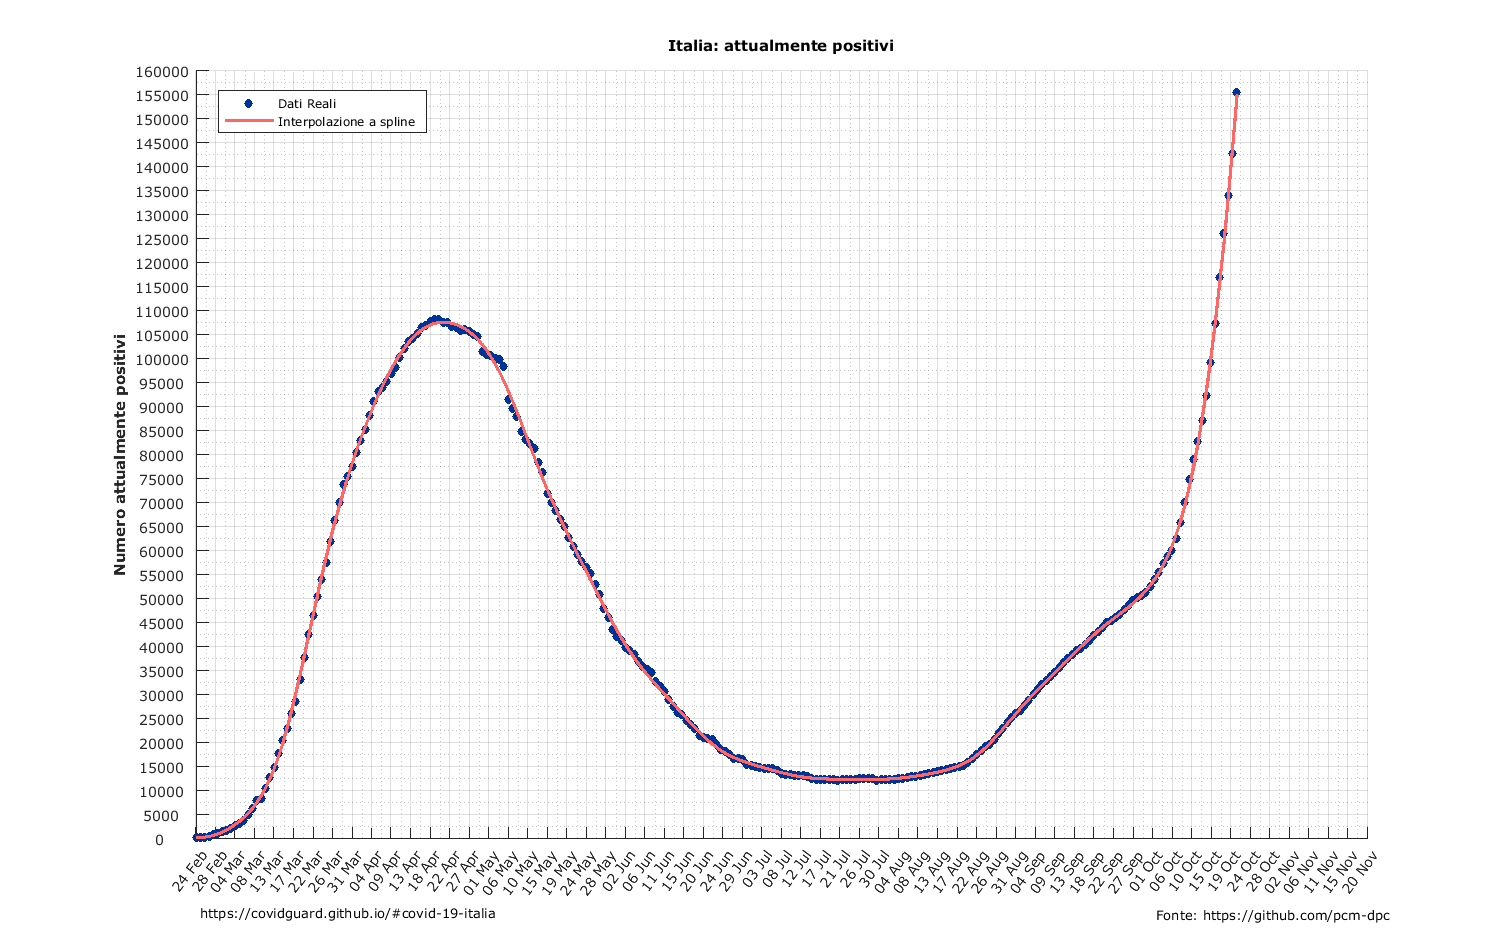 Italia: attualmente positivi
Dati Reali
Interpolazione a spline
Numero attualmente positivi
160000
155000
150000
145000
140000
135000
130000
125000
120000
115000
110000
105000
100000
95000
90000
85000
80000
75000
70000
65000
60000
55000
50000
45000
40000
35000
30000
25000
20000
15000
10000
5000
0
24 Feb
28 Feb
04 Mar
08 Mar
13 Mar
17 Mar
22 Mar
26 Mar
31 Mar
04 Apr
09 Apr
13 Apr
18 Apr
22 Apr
27 Apr
01 May
06 May
10 May
15 May
19 May
24 May
28 May
02 Jun
06 Jun
11 Jun
15 Jun
20 Jun
24 Jun
29 Jun
03 Jul
08 Jul
12 Jul
17 Jul
21 Jul
26 Jul
30 Jul
04 Aug
08 Aug
13 Aug
17 Aug
22 Aug
26 Aug
31 Aug
04 Sep
09 Sep
13 Sep
18 Sep
22 Sep
27 Sep
01 Oct
06 Oct
10 Oct
15 Oct
19 Oct
24 Oct
28 Oct
02 Nov
06 Nov
11 Nov
15 Nov
20 Nov
https://covidguard.github.io/#covid-19-italia
Fonte: https://github.com/pcm-dpc